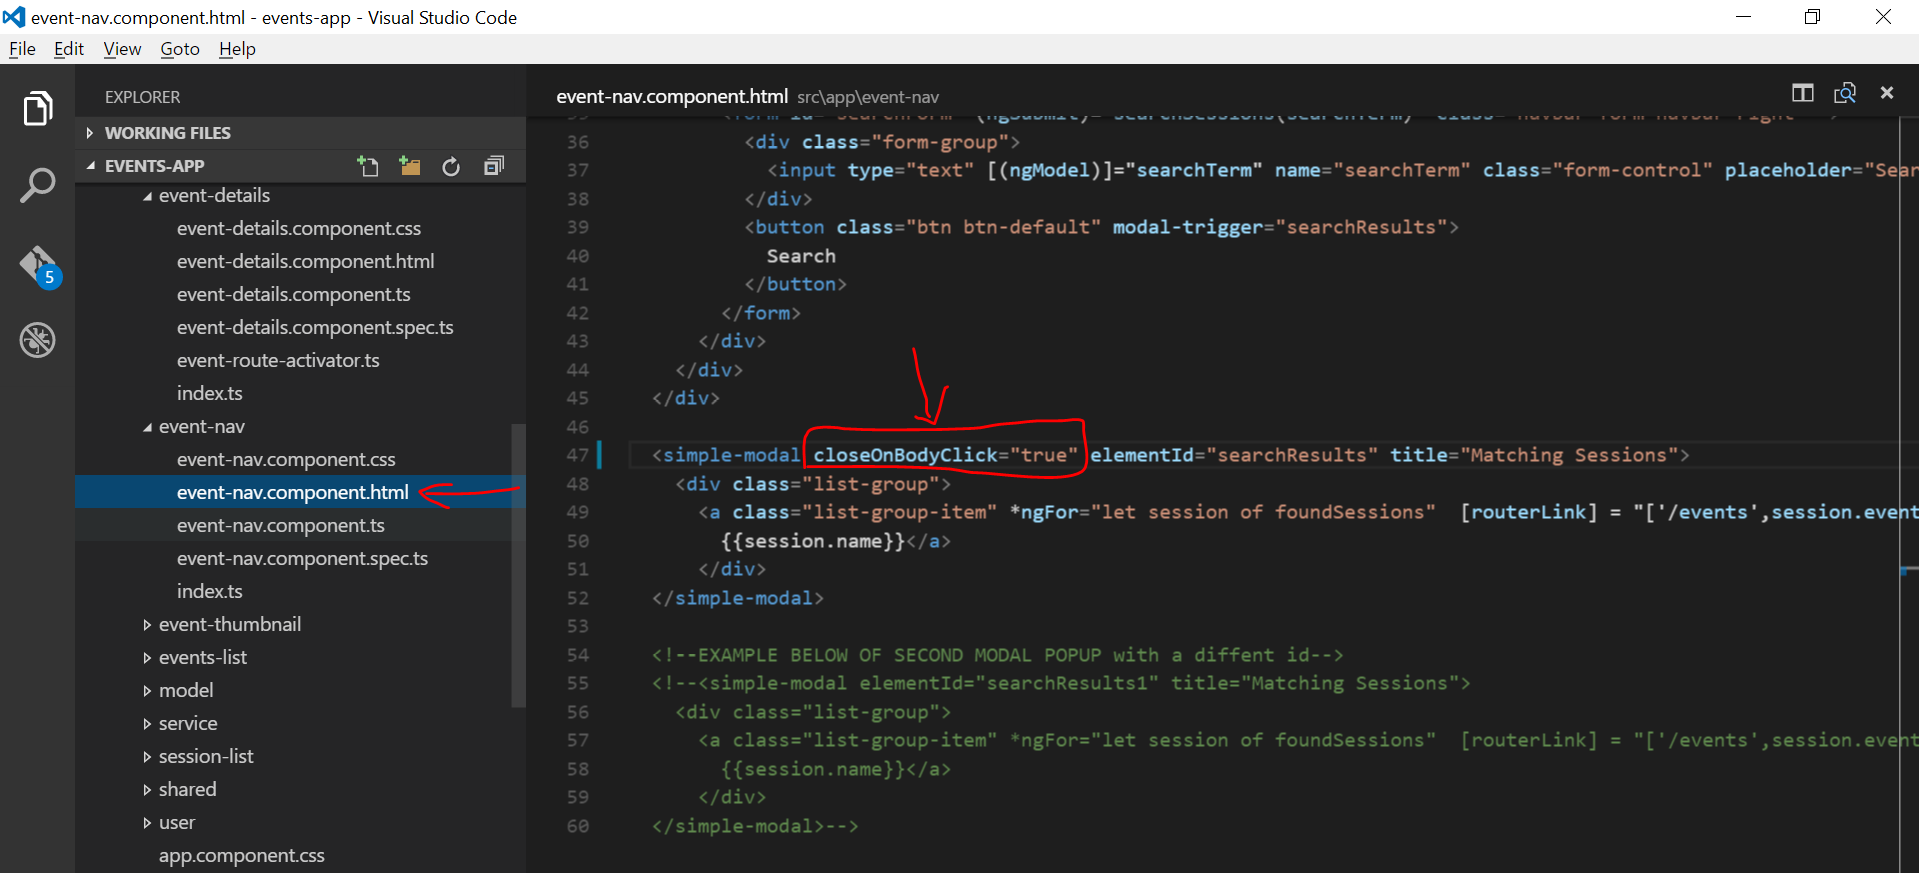 event-nav.component.html - events-app - Visual Studio Code
File Edit View Goto Help
EXPLORER
WORKING FILES
EVENTS-APP
event-details
event-details.component.css
event-details.component.html
event-details.component.ts
event-details.component.spec.ts
event-route-activator.ts
index.ts
event-nav
event-nav.component.css
event-nav.component.html
event-nav.component.ts
event-nav.component.spec.ts
index.ts
event-thumbnail
events-list
model
service
session-list
shared
user
app.component.css
5
event-nav.component.html src\app\event-nav
36 <div class="form-group">
37 <input type="text" [(ngModel)]="searchTerm" name="searchTerm" class="form-control" placeholder="Sear
38 </div>
39 <button class="btn btn-default" modal-trigger="searchResults">
40 Search
41 </button>
42 </form>
43 </div>
44 </div>
45 </div>
46
47 <simple-modal closeOnBodyClick="true" elementId="searchResults" title="Matching Sessions">
48 <div class="list-group">
49 <a class="list-group-item" *ngFor="let session of foundSessions"  [routerLink] = "['/events',session.event
50 {{session.name}}</a>
51 </div>
52 </simple-modal>
53
54 <!--EXAMPLE BELOW OF SECOND MODAL POPUP with a diffent id-->
55 <!--<simple-modal elementId="searchResults1" title="Matching Sessions">
56 <div class="list-group">
57 <a class="list-group-item" *ngFor="let session of foundSessions"  [routerLink] = "['/events',session.event
58 {{session.name}}</a>
59 </div>
60 </simple-modal>-->